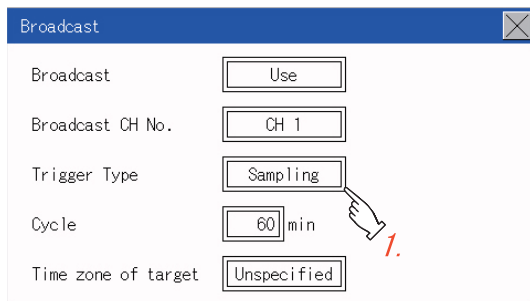 Broadcast
Broadcast Use
Broadcast CH No. CH 1
Trigger Type Sampling
Cycle 60 min
1.
Time zone of target Unspecified